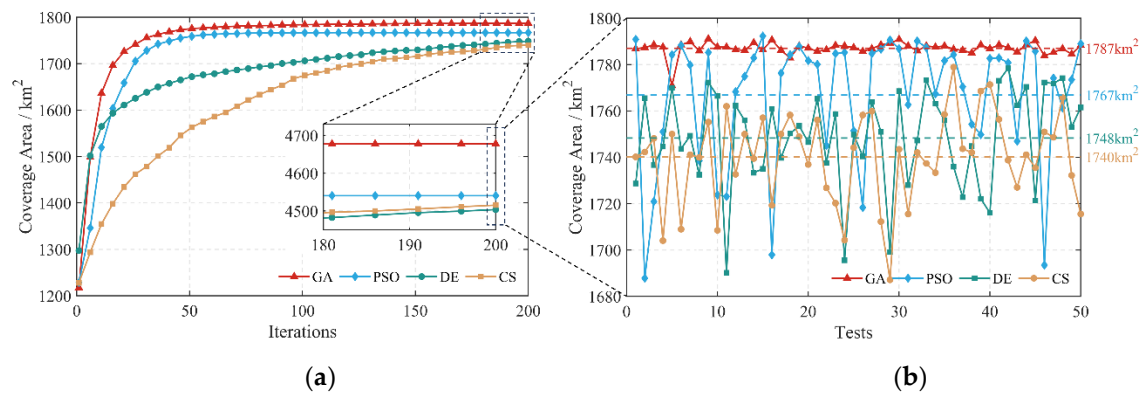 (a)
Coverage Area / km²
1800
1700
1600
1500
1400
1300
1200
0
50
100
150
200
Iterations
GA PSO DE CS
4700
4600
4500
180
190
200
(b)
Coverage Area / km²
1800
1780
1760
1740
1720
1700
1680
0
10
20
30
40
50
Tests
GA PSO DE CS
1787km²
1767km²
1748km²
1740km²
(a)
(b)